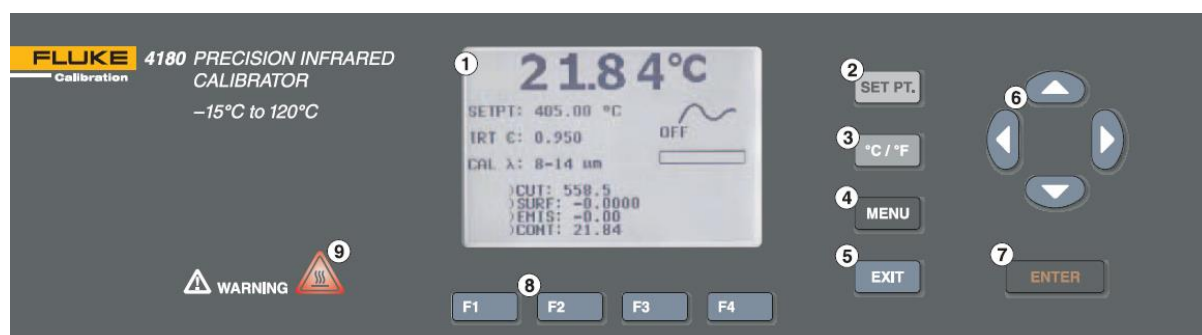 FLUKE
Calibration
4180 PRECISION INFRARED
CALIBRATOR
–15°C to 120°C
WARNING
9
1
21.84°C
SETPT: 405.00 °C
IRT Є: 0.950
OFF
CAL λ: 8-14 um
)CUT: 558.5
)SURF: -0.0000
)EMIS: -0.00
)CONT: 21.84
8
F1
F2
F3
F4
2
SET PT.
3
°C / °F
4
MENU
5
EXIT
6
7
ENTER